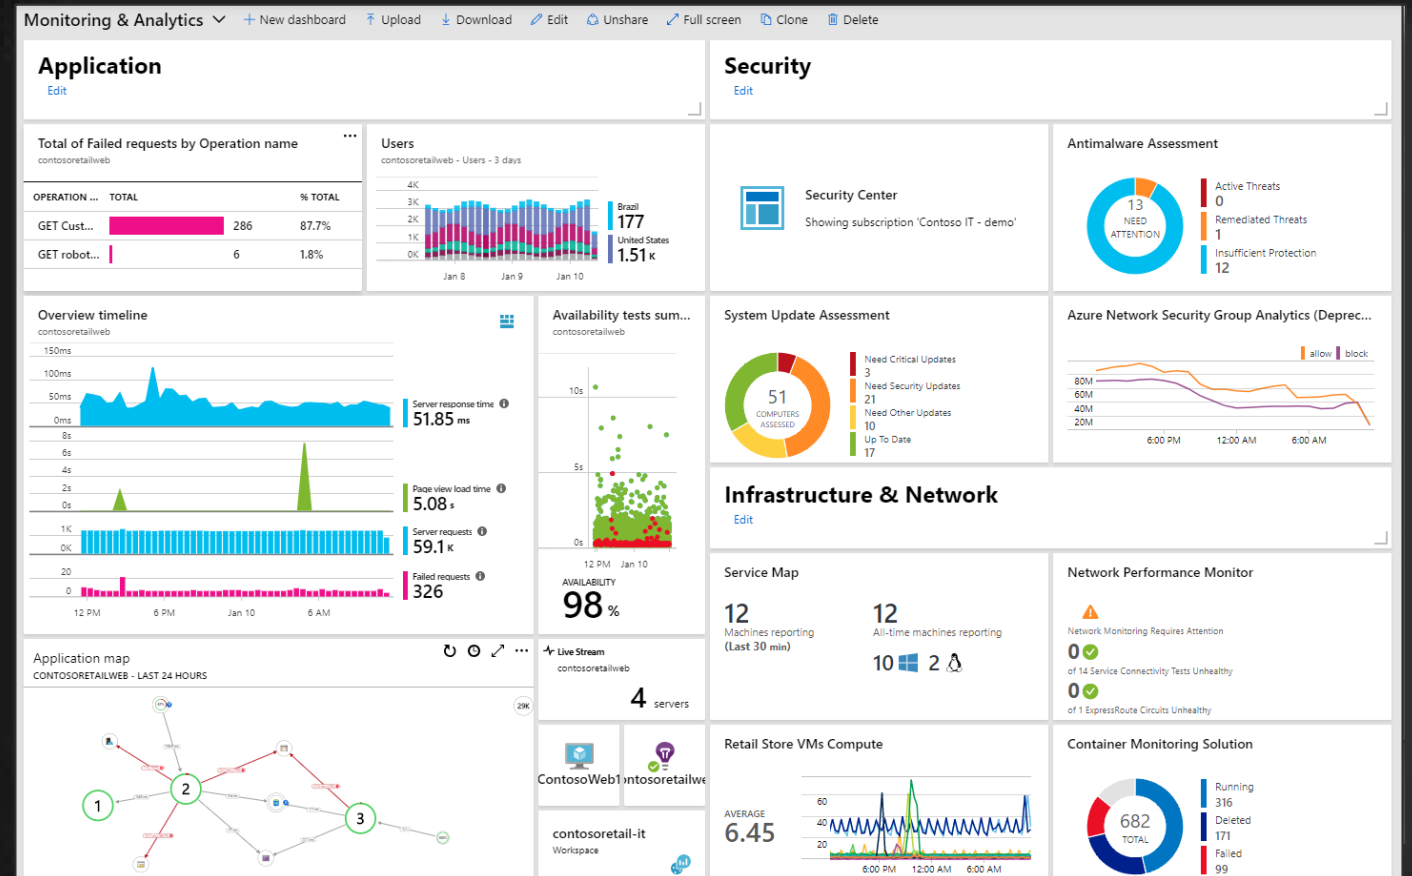 Monitoring & Analytics
New dashboard
Upload
Download
Edit
Unshare
Full screen
Clone
Delete
Application
Edit
Security
Edit
Total of Failed requests by Operation name
contosoretailweb
OPERATION ... TOTAL % TOTAL
GET Cust... 286 87.7%
GET robot... 6 1.8%
Users
contosoretailweb - Users - 3 days
4K
3K
2K
1K
0K
Jan 8 Jan 9 Jan 10
Brazil
177
United States
1.51 K
Security Center
Showing subscription 'Contoso IT - demo'
Antimalware Assessment
13
NEED
ATTENTION
Active Threats
0
Remediated Threats
1
Insufficient Protection
12
Overview timeline
contosoretailweb
150ms
100ms
50ms
0ms
Server response time
51.85 ms
8s
6s
4s
2s
0s
Page view load time
5.08 s
1K
0K
Server requests
59.1 K
20
0
Failed requests
326
12 PM 6 PM Jan 10 6 AM
Availability tests sum...
contosoretailweb
10s
5s
0s
12 PM Jan 10
AVAILABILITY
98 %
System Update Assessment
51
COMPUTERS
ASSESSED
Need Critical Updates
3
Need Security Updates
21
Need Other Updates
10
Up To Date
17
Azure Network Security Group Analytics (Deprec...
allow block
80M
60M
40M
20M
6:00 PM 12:00 AM 6:00 AM
Infrastructure & Network
Edit
Service Map
12
Machines reporting
(Last 30 min)
12
All-time machines reporting
10 2
Network Performance Monitor
Network Monitoring Requires Attention
0
of 14 Service Connectivity Tests Unhealthy
0
of 1 ExpressRoute Circuits Unhealthy
Application map
CONTOSORETAILWEB - LAST 24 HOURS
29K
1
2
3
Live Stream
contosoretailweb
4 servers
ContosoWeb1
ontosoretailwe
contosoretail-it
Workspace
Retail Store VMs Compute
AVERAGE
6.45
60
40
20
6:00 PM 12:00 AM 6:00 AM
Container Monitoring Solution
682
TOTAL
Running
316
Deleted
171
Failed
99